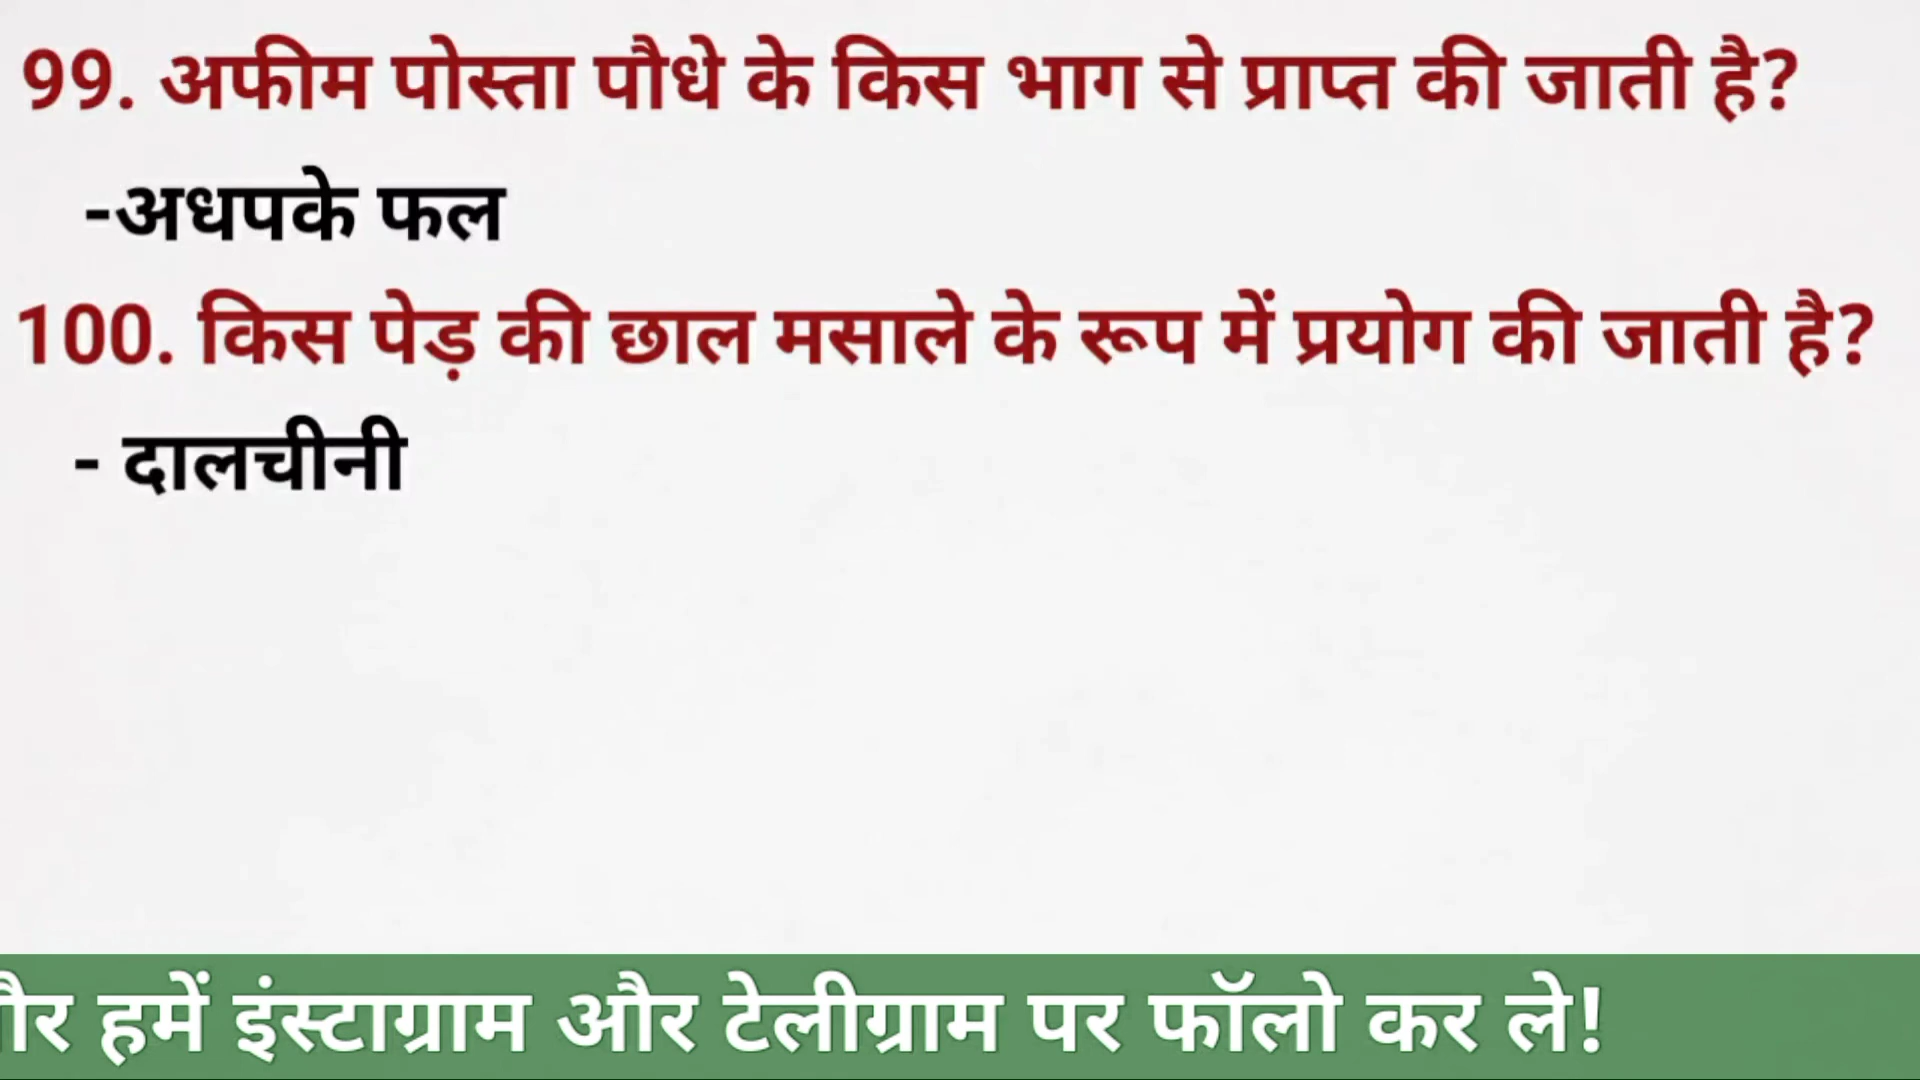 99. अफीम पोस्ता पौधे के किस भाग से प्राप्त की जाती है?
-अधपके फल
100. किस पेड़ की छाल मसाले के रूप में प्रयोग की जाती है?
- दालचीनी
हमें इंस्टाग्राम और टेलीग्राम पर फॉलो कर ले!